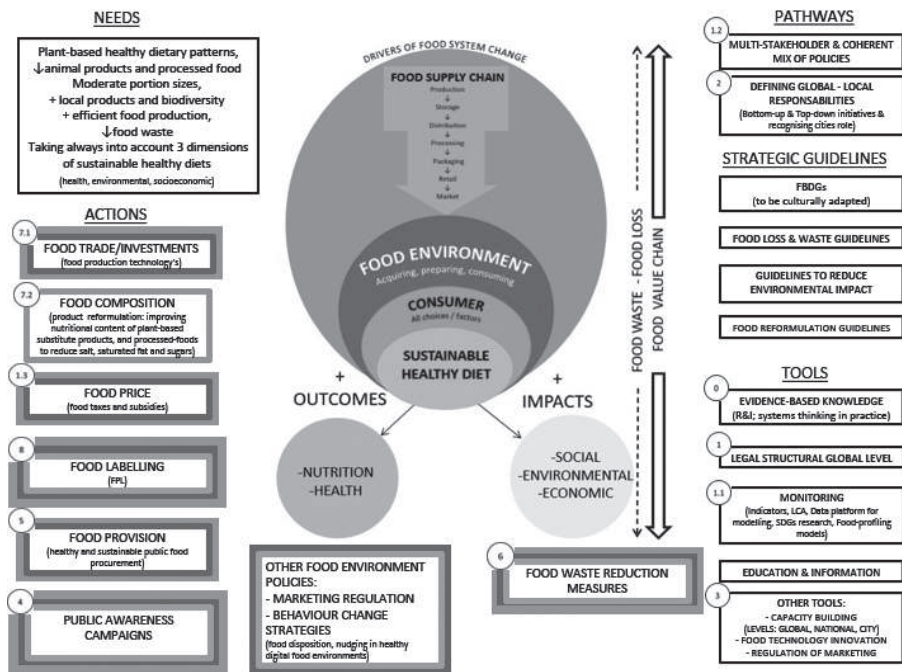 NEEDS
Plant-based healthy dietary patterns,
↓animal products and processed food
Moderate portion sizes,
+ local products and biodiversity
+ efficient food production,
↓food waste
Taking always into account 3 dimensions
of sustainable healthy diets
(health, environmental, socioeconomic)
ACTIONS
7.1
FOOD TRADE/INVESTMENTS
(food production technology's)
7.2
FOOD COMPOSITION
(product reformulation: improving
nutritional content of plant-based
substitute products, and processed-foods
to reduce salt, saturated fat and sugars)
1.3
FOOD PRICE
(food taxes and subsidies)
8
FOOD LABELLING
(FPL)
5
FOOD PROVISION
(healthy and sustainable public food
procurement)
4
PUBLIC AWARENESS
CAMPAIGNS
DRIVERS OF FOOD SYSTEM CHANGE
FOOD SUPPLY CHAIN
Production
↓
Storage
↓
Distribution
↓
Processing
↓
Packaging
↓
Retail
↓
Market
FOOD ENVIRONMENT
Acquiring, preparing, consuming
CONSUMER
All choices / factors
SUSTAINABLE
HEALTHY DIET
+
OUTCOMES
+
IMPACTS
-NUTRITION
-HEALTH
-SOCIAL
-ENVIRONMENTAL
-ECONOMIC
FOOD WASTE - FOOD LOSS
FOOD VALUE CHAIN
OTHER FOOD ENVIRONMENT
POLICIES:
- MARKETING REGULATION
- BEHAVIOUR CHANGE
STRATEGIES
(food disposition, nudging in healthy
digital food environments)
6
FOOD WASTE REDUCTION
MEASURES
PATHWAYS
1.2
MULTI-STAKEHOLDER & COHERENT
MIX OF POLICIES
2
DEFINING GLOBAL - LOCAL
RESPONSABILITIES
(Bottom-up & Top-down initiatives &
recognising cities role)
STRATEGIC GUIDELINES
FBDGs
(to be culturally adapted)
FOOD LOSS & WASTE GUIDELINES
GUIDELINES TO REDUCE
ENVIRONMENTAL IMPACT
FOOD REFORMULATION GUIDELINES
TOOLS
0
EVIDENCE-BASED KNOWLEDGE
(R&I; systems thinking in practice)
1
LEGAL STRUCTURAL GLOBAL LEVEL
1.1
MONITORING
(Indicators, LCA, Data platform for
modelling, SDGs research, Food-profiling
models)
EDUCATION & INFORMATION
3
OTHER TOOLS:
- CAPACITY BUILDING
(LEVELS: GLOBAL, NATIONAL, CITY)
- FOOD TECHNOLOGY INNOVATION
- REGULATION OF MARKETING